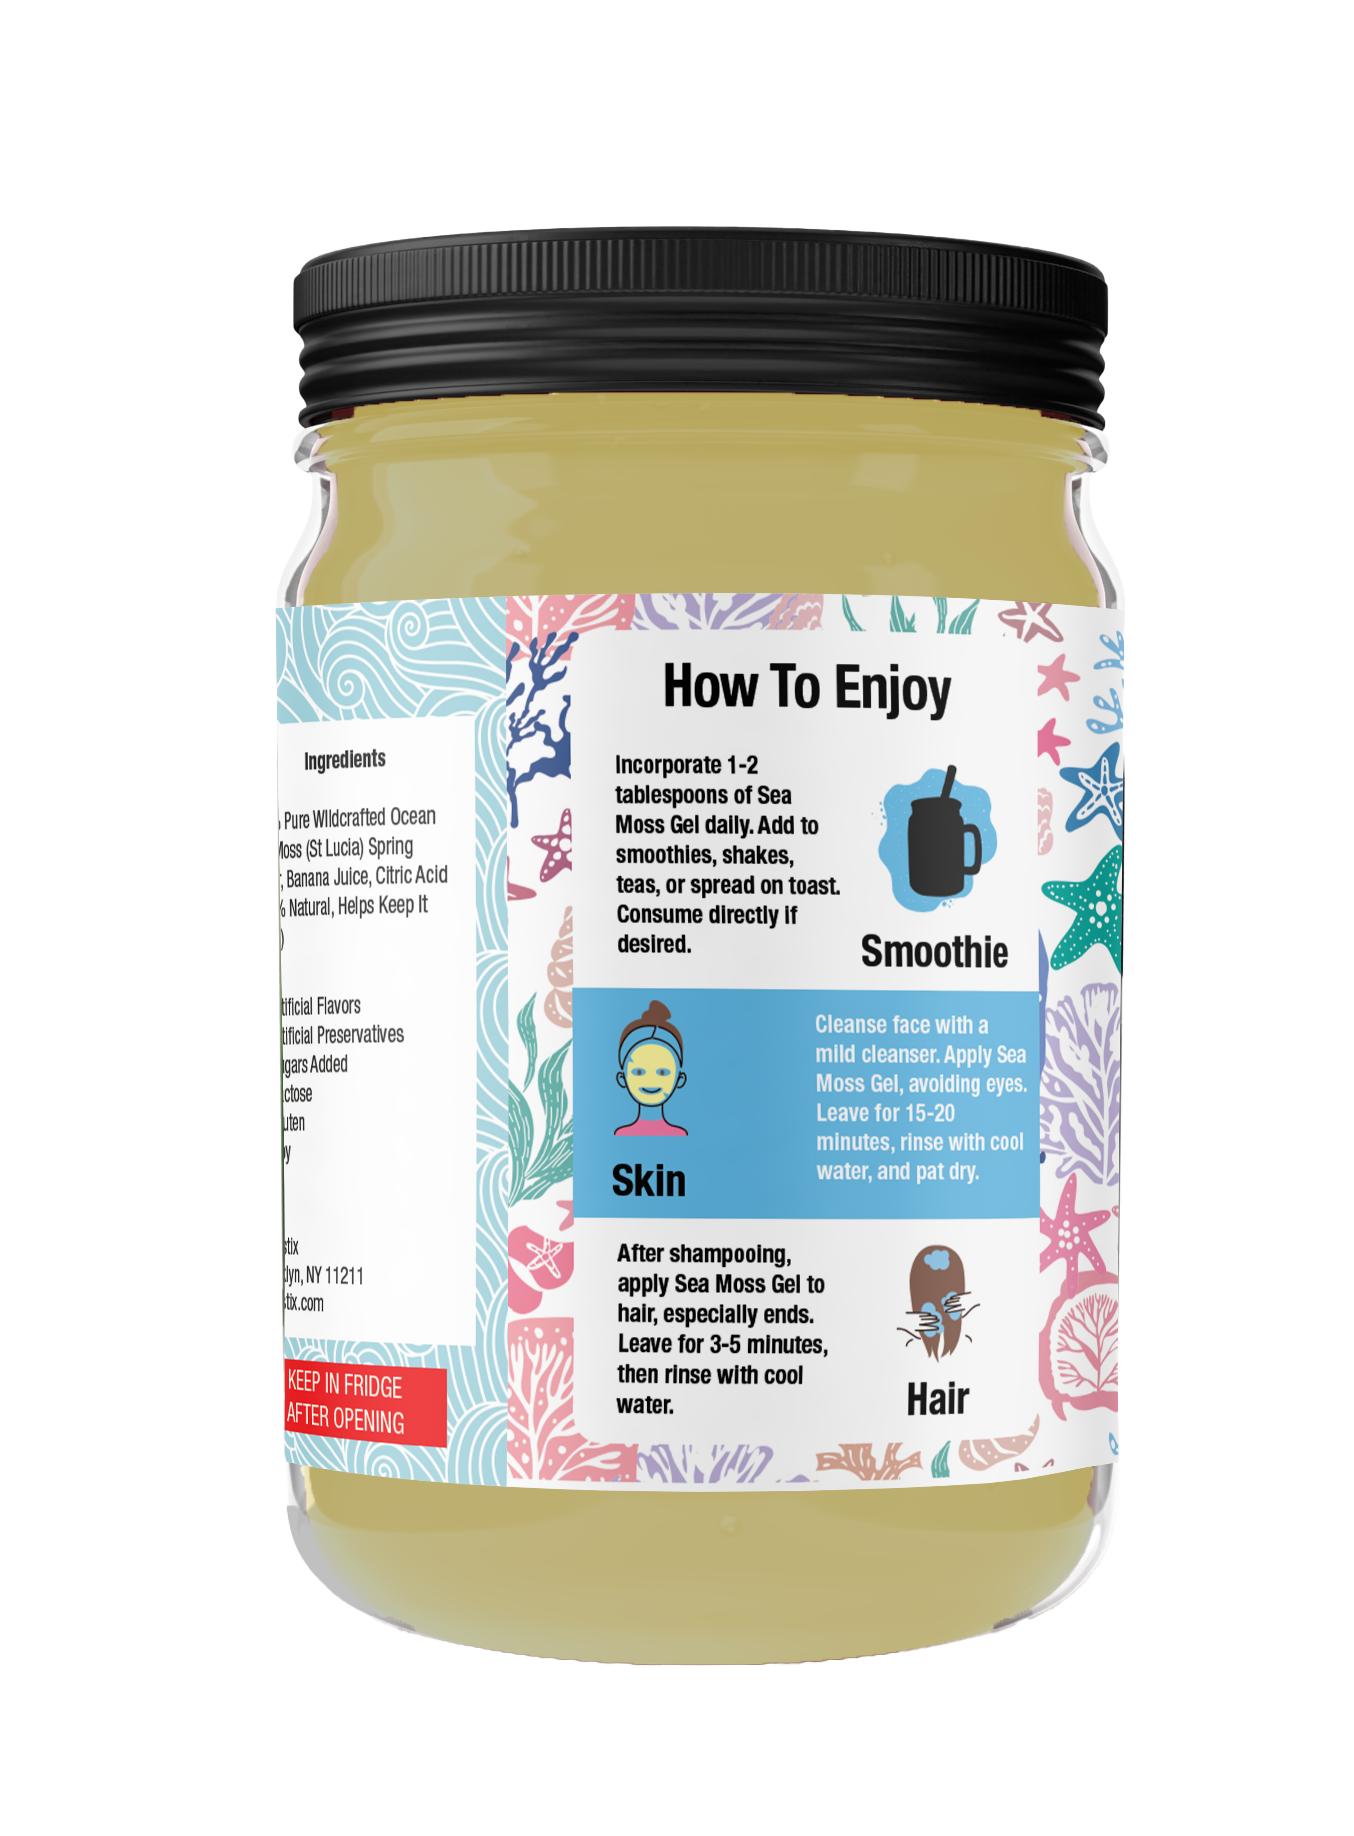 Ingredients
Pure WIldcrafted Ocean
Moss (St Lucia) Spring
, Banana Juice, Citric Acid
% Natural, Helps Keep It
)
Flavors
Preservatives
Added
NY 11211
KEEP IN FRIDGE
AFTER OPENING
How To Enjoy
Incorporate 1-2
tablespoons of Sea
Moss Gel daily. Add to
smoothies, shakes,
teas, or spread on toast.
Consume directly if
desired.
Smoothie
Cleanse face with a
mild cleanser. Apply Sea
Moss Gel, avoiding eyes.
Leave for 15-20
minutes, rinse with cool
water, and pat dry.
Skin
After shampooing,
apply Sea Moss Gel to
hair, especially ends.
Leave for 3-5 minutes,
then rinse with cool
water.
Hair